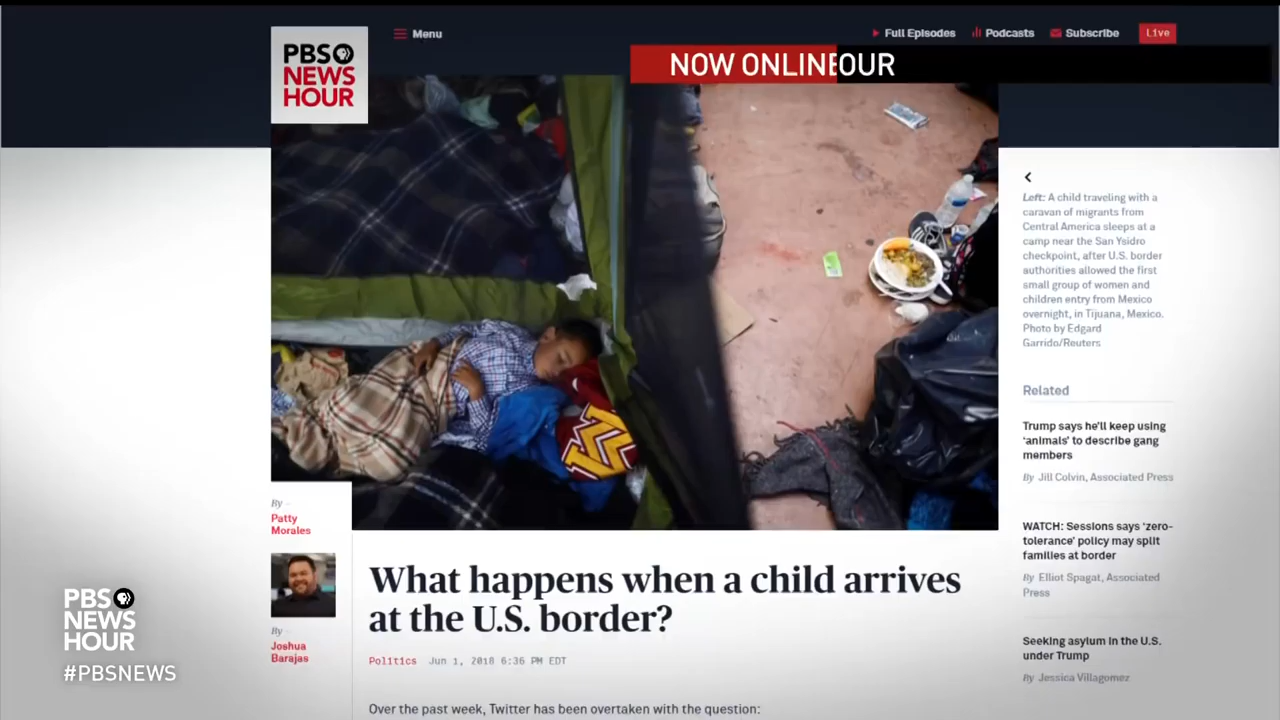 PBS
NEWS
HOUR
Menu
Full Episodes
Podcasts
Subscribe
Live
NOW ONLINE
OUR
Left: A child traveling with a
caravan of migrants from
Central America sleeps at a
camp near the San Ysidro
checkpoint, after U.S. border
authorities allowed the first
small group of women and
children entry from Mexico
overnight, in Tijuana, Mexico.
Photo by Edgard
Garrido/Reuters
Related
Trump says he'll keep using
'animals' to describe gang
members
By Jill Colvin, Associated Press
WATCH: Sessions says 'zero-
tolerance' policy may split
families at border
By Elliot Spagat, Associated
Press
Seeking asylum in the U.S.
under Trump
By Jessica Villagomez
By –
Patty
Morales
By –
Joshua
Barajas
What happens when a child arrives
at the U.S. border?
Politics Jun 1, 2018 6:36 PM EDT
Over the past week, Twitter has been overtaken with the question:
PBS
NEWS
HOUR
#PBSNEWS